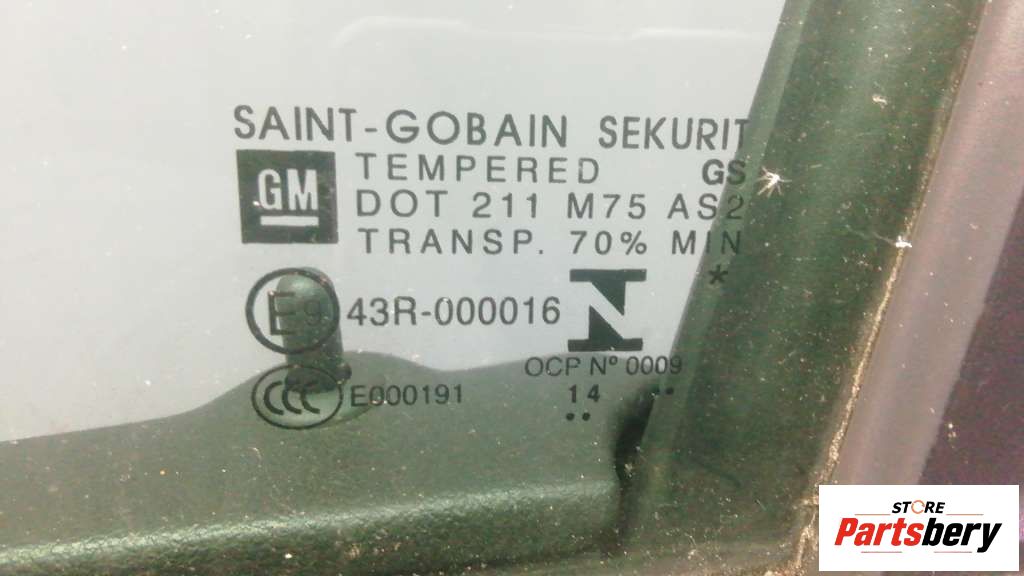 SAINT-GOBAIN SEKURIT
GM
TEMPERED GS
DOT 211 M75 AS2
TRANSP. 70% MIN
*
E9 43R-000016 N
OCP Nº 0009
CCC E000191 14 ..
..
STORE
Partsbery